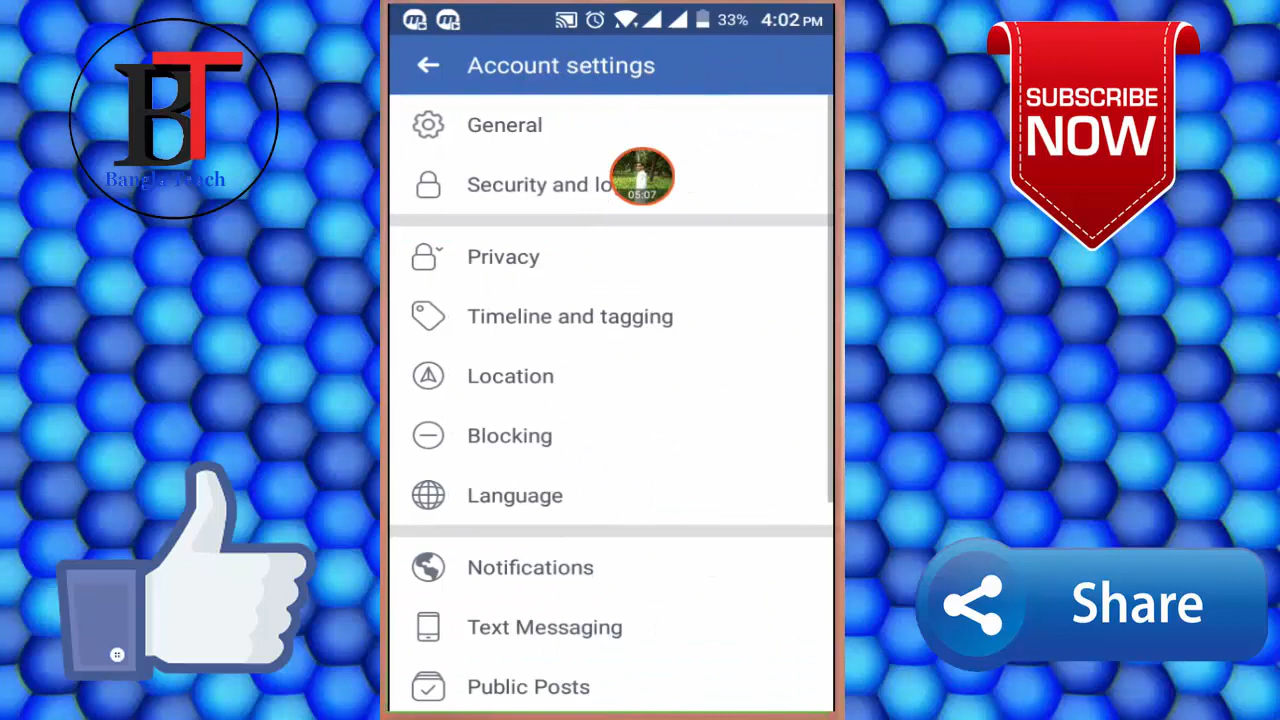 BT
Bangla Teach
33% 4:02 PM
Account settings
General
Security and lo
05:07
Privacy
Timeline and tagging
Location
Blocking
Language
Notifications
Text Messaging
Public Posts
SUBSCRIBE
NOW
Share